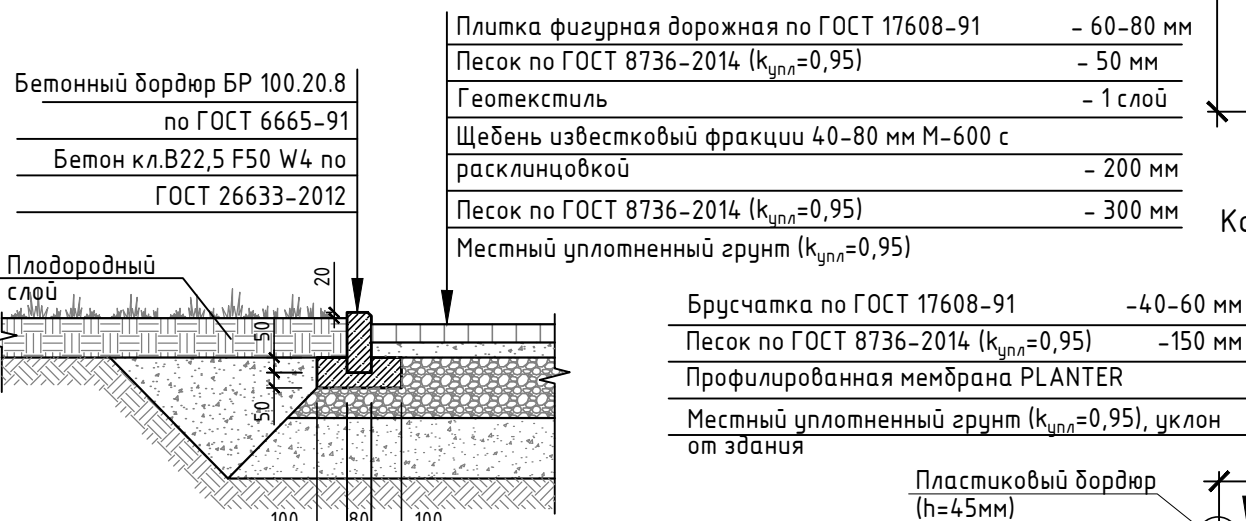 Плитка фигурная дорожная по ГОСТ 17608-91 - 60-80 мм
Песок по ГОСТ 8736-2014 (kупл=0,95) - 50 мм
Геотекстиль - 1 слой
Щебень известковый фракции 40-80 мм М-600 с
расклинцовкой - 200 мм
Песок по ГОСТ 8736-2014 (kупл=0,95) - 300 мм
Местный уплотненный грунт (kупл=0,95)
Бетонный бордюр БР 100.20.8
по ГОСТ 6665-91
Бетон кл.В22,5 F50 W4 по
ГОСТ 26633-2012
Плодородный
слой
20
50
50
100 80 100
Брусчатка по ГОСТ 17608-91 -40-60 мм
Песок по ГОСТ 8736-2014 (kупл=0,95) -150 мм
Профилированная мембрана PLANTER
Местный уплотненный грунт (kупл=0,95), уклон
от здания
Пластиковый бордюр
(h=45мм)